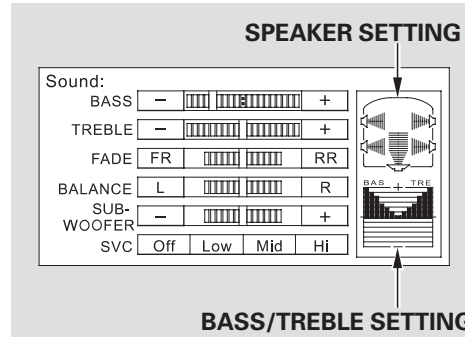 SPEAKER SETTING
Sound:
BASS − +
TREBLE − +
FADE FR RR
BALANCE L R
SUB-
WOOFER − +
SVC Off Low Mid Hi
BAS + TRE
BASS/TREBLE SETTING